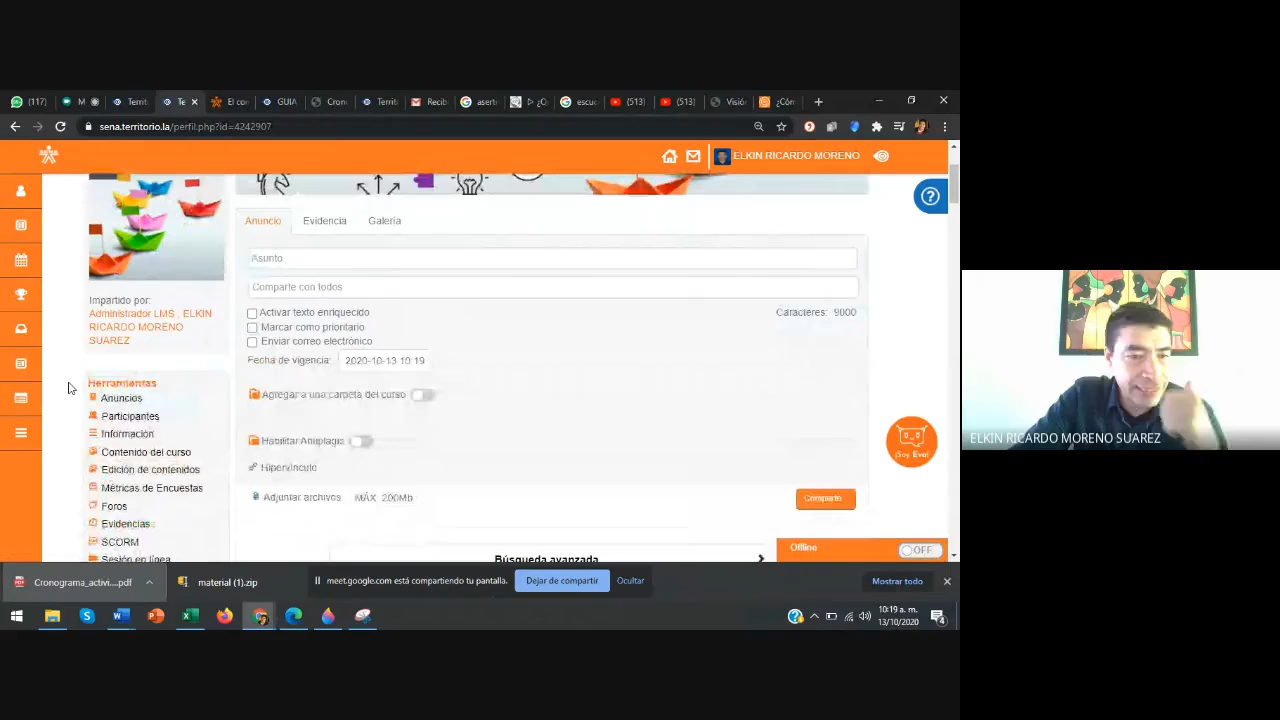 (117)
M
Territ
Te
El con
GUIA
Cron
Territ
Recib
asert
¿Co
escuc
(513)
(513)
Visió
¿Cóm
sena.territorio.la/perfil.php?id=4242907
ELKIN RICARDO MORENO
Anuncio Evidencia Galería
Asunto
Comparte con todos
Activar texto enriquecido
Caracteres: 9000
Marcar como prioritario
Enviar correo electrónico
Fecha de vigencia: 2020-10-13 10:19
Agregar a una carpeta del curso
Habilitar Antiplagio
Hipervínculo
Adjuntar archivos MÁX 200Mb
Compartir
Búsqueda avanzada
Impartido por:
Administrador LMS , ELKIN
RICARDO MORENO
SUAREZ
Herramientas
Anuncios
Participantes
Información
Contenido del curso
Edición de contenidos
Métricas de Encuestas
Foros
Evidencias
SCORM
Sesión en línea
¡Soy Eva!
Offline OFF
Cronograma_activi....pdf
material (1).zip
meet.google.com está compartiendo tu pantalla.
Dejar de compartir
Ocultar
Mostrar todo
10:19 a. m.
13/10/2020
4
ELKIN RICARDO MORENO SUAREZ